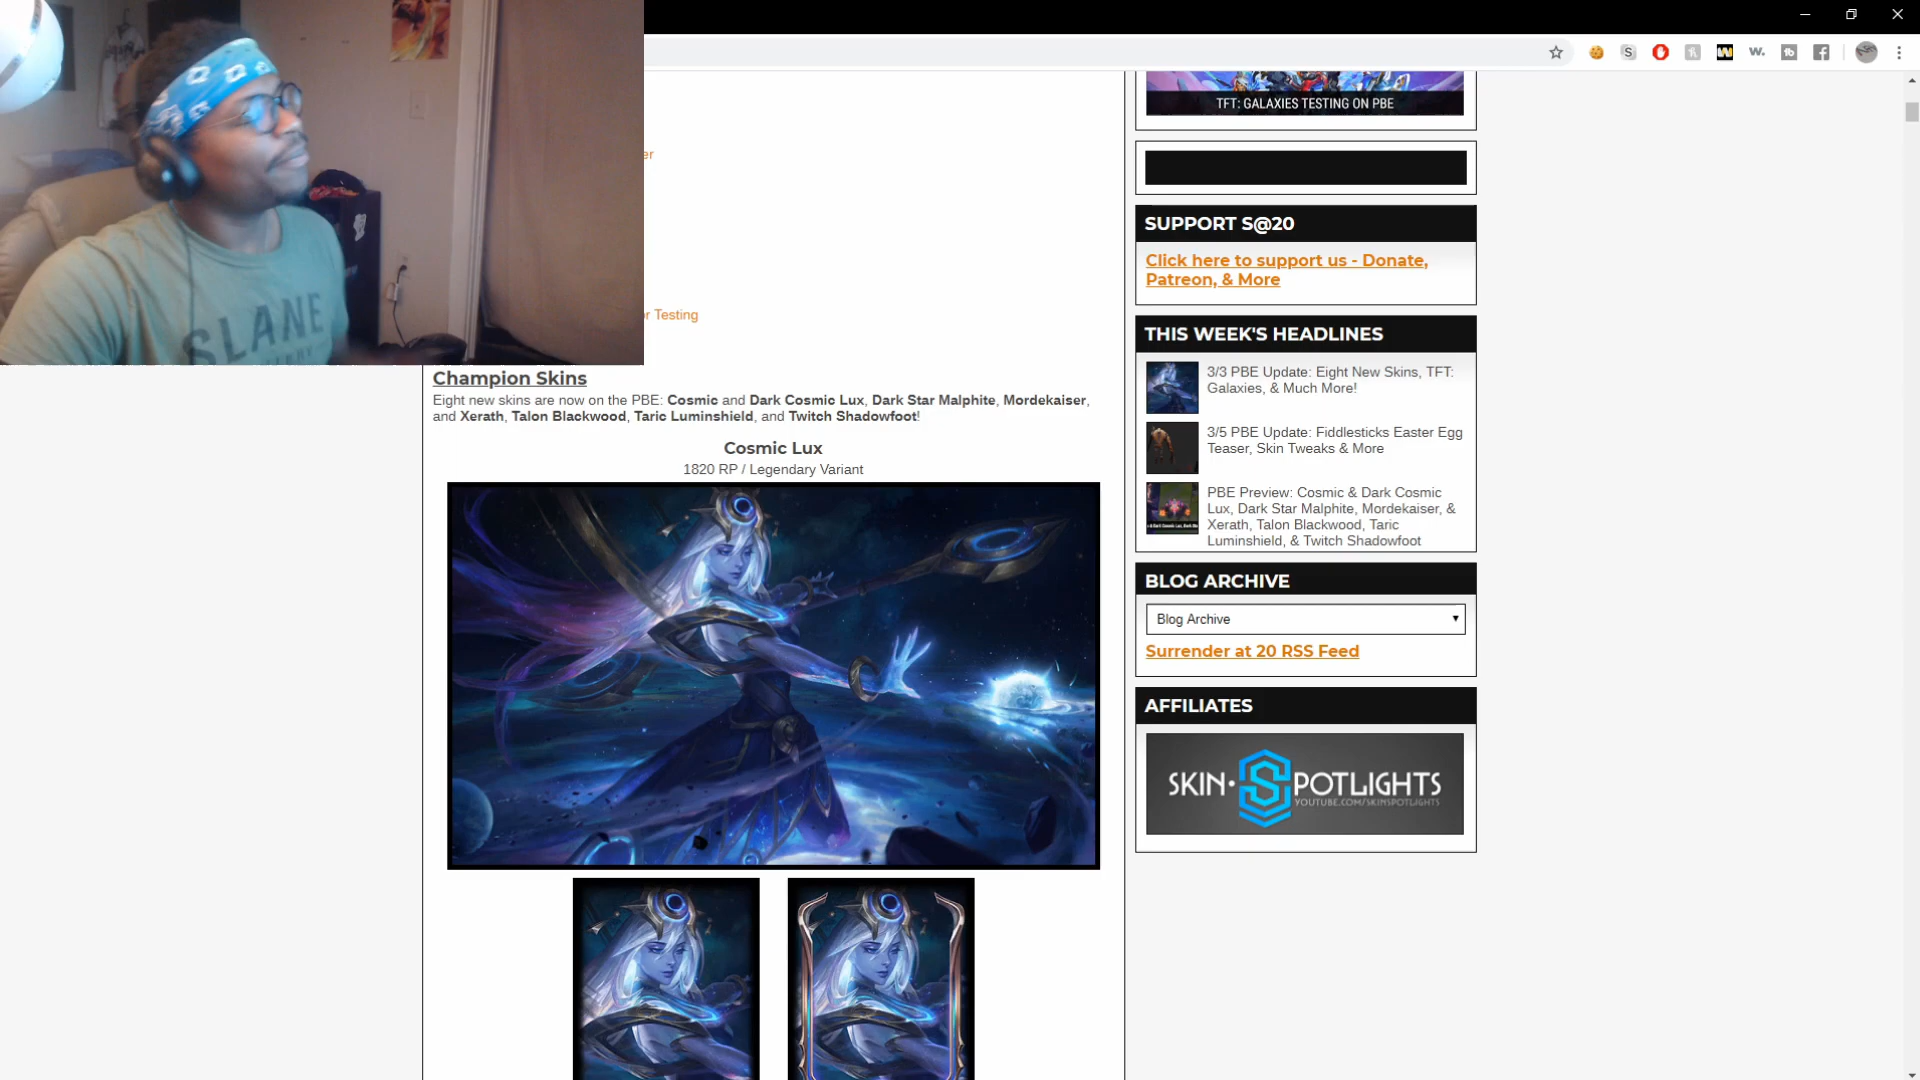 TFT: GALAXIES TESTING ON PBE
er
SUPPORT S@20
Click here to support us - Donate,
Patreon, & More
r Testing
THIS WEEK'S HEADLINES
3/3 PBE Update: Eight New Skins, TFT:
Galaxies, & Much More!
3/5 PBE Update: Fiddlesticks Easter Egg
Teaser, Skin Tweaks & More
PBE Preview: Cosmic & Dark Cosmic
Lux, Dark Star Malphite, Mordekaiser, &
Xerath, Talon Blackwood, Taric
Luminshield, & Twitch Shadowfoot
BLOG ARCHIVE
Blog Archive
Surrender at 20 RSS Feed
AFFILIATES
SKIN·SPOTLIGHTS
YOUTUBE.COM/SKINSPOTLIGHTS
SLANE
Champion Skins
Eight new skins are now on the PBE: Cosmic and Dark Cosmic Lux, Dark Star Malphite, Mordekaiser,
and Xerath, Talon Blackwood, Taric Luminshield, and Twitch Shadowfoot!
Cosmic Lux
1820 RP / Legendary Variant